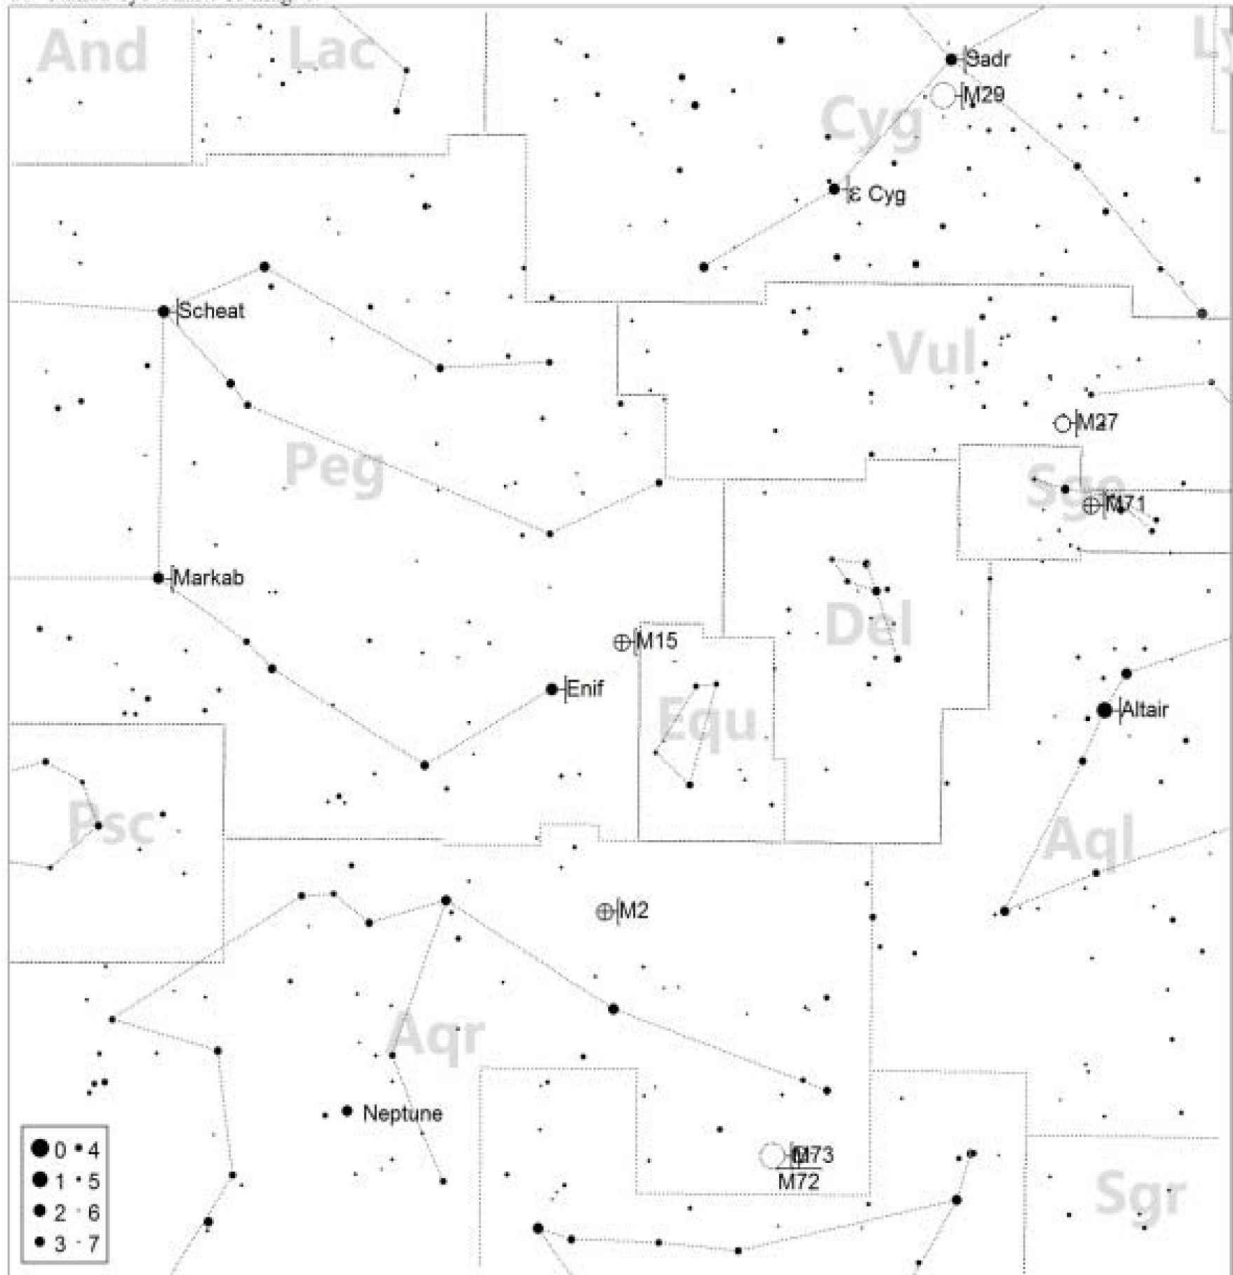 And
Lac
Ly
Sadr
M29
Cyg
ε Cyg
Scheat
Vul
M27
Peg
Sge
M71
Markab
Del
M15
Enif
Equ
Altair
Psc
Aql
M2
Aqr
Neptune
M73
M72
Sgr
0 4
1 5
2 6
3 7